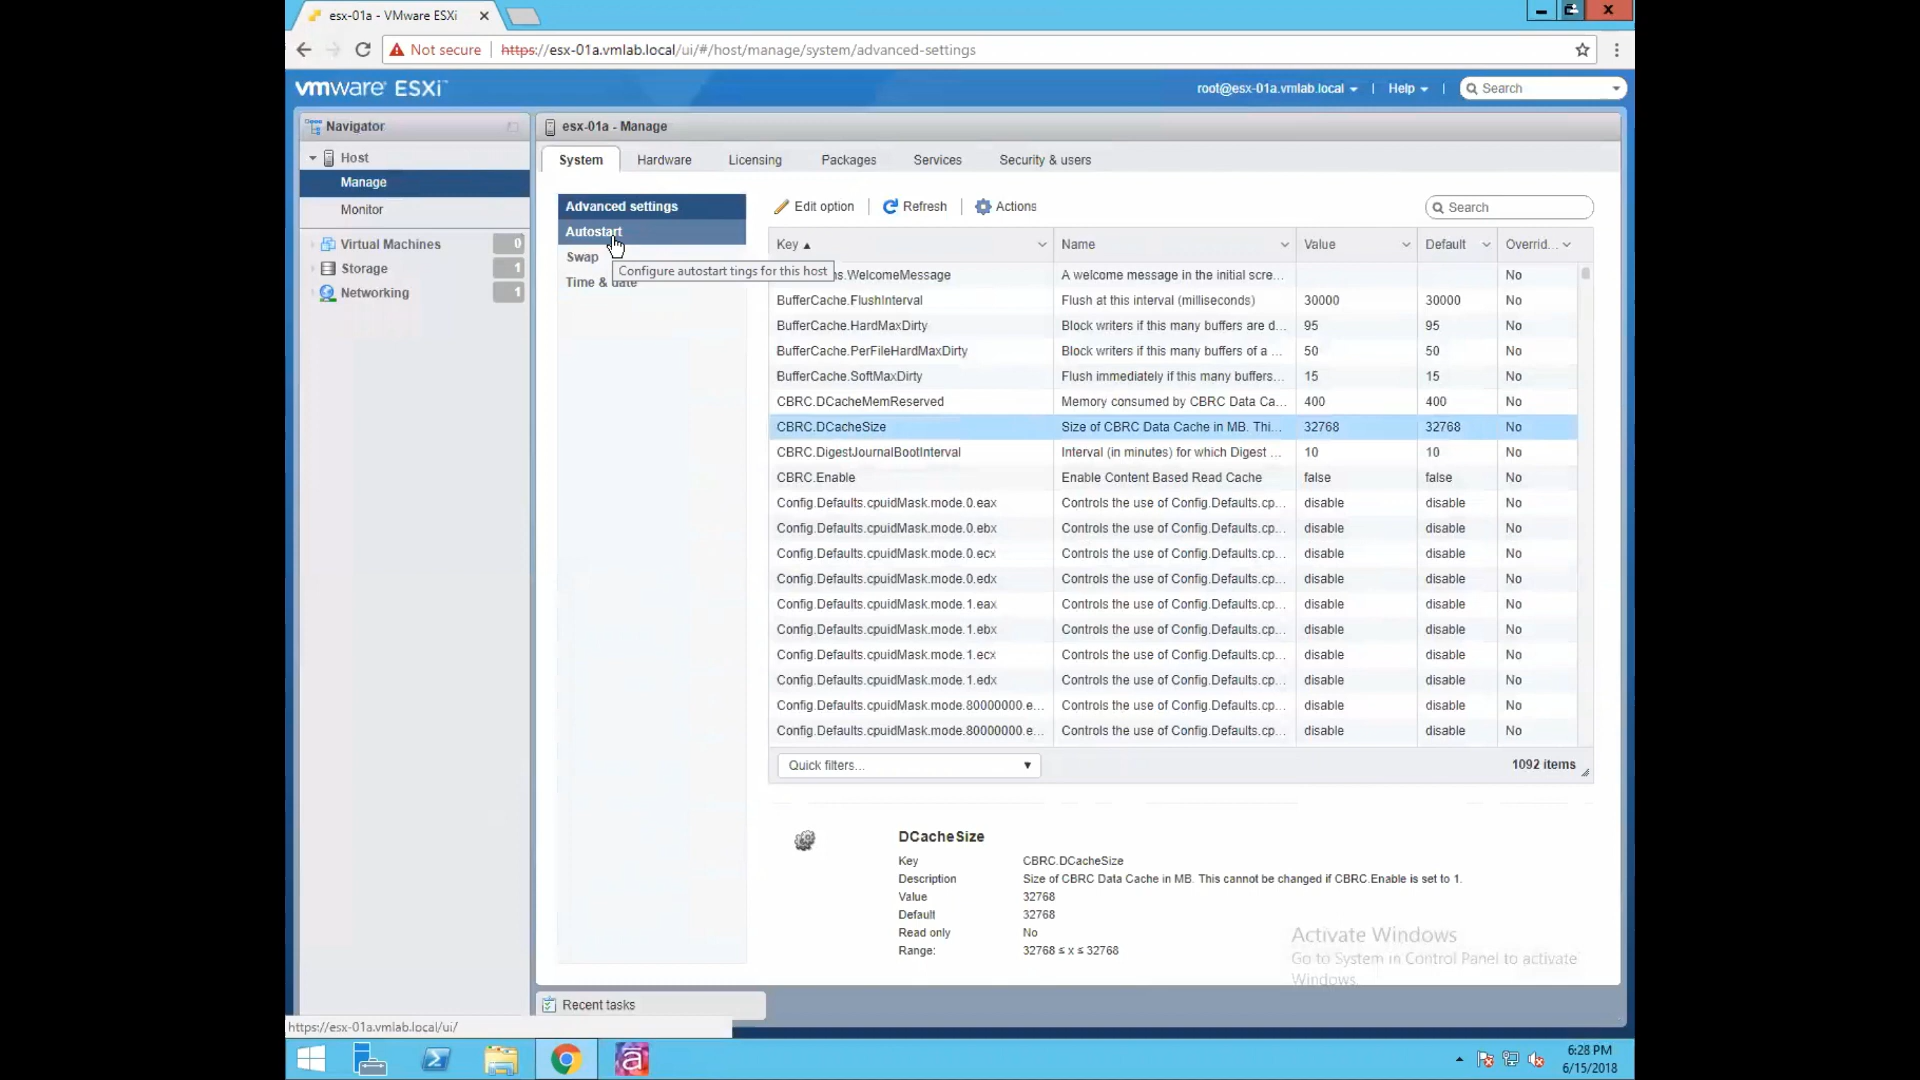 esx-01a - VMware ESXi
Not secure https://esx-01a.vmlab.local/ui/#/host/manage/system/advanced-settings
vmware ESXi
root@esx-01a.vmlab.local Help Search
Navigator
esx-01a - Manage
Host
Manage
Monitor
Virtual Machines 0
Storage 1
Networking 1
System Hardware Licensing Packages Services Security & users
Advanced settings
Autostart
Swap
Time & date
Configure autostart tings for this host
Edit option Refresh Actions Search
Key Name Value Default Overrid...
s.WelcomeMessage A welcome message in the initial scre... No
BufferCache.FlushInterval Flush at this interval (milliseconds) 30000 30000 No
BufferCache.HardMaxDirty Block writers if this many buffers are d... 95 95 No
BufferCache.PerFileHardMaxDirty Block writers if this many buffers of a ... 50 50 No
BufferCache.SoftMaxDirty Flush immediately if this many buffers... 15 15 No
CBRC.DCacheMemReserved Memory consumed by CBRC Data Ca... 400 400 No
CBRC.DCacheSize Size of CBRC Data Cache in MB. Thi... 32768 32768 No
CBRC.DigestJournalBootInterval Interval (in minutes) for which Digest ... 10 10 No
CBRC.Enable Enable Content Based Read Cache false false No
Config.Defaults.cpuidMask.mode.0.eax Controls the use of Config.Defaults.cp... disable disable No
Config.Defaults.cpuidMask.mode.0.ebx Controls the use of Config.Defaults.cp... disable disable No
Config.Defaults.cpuidMask.mode.0.ecx Controls the use of Config.Defaults.cp... disable disable No
Config.Defaults.cpuidMask.mode.0.edx Controls the use of Config.Defaults.cp... disable disable No
Config.Defaults.cpuidMask.mode.1.eax Controls the use of Config.Defaults.cp... disable disable No
Config.Defaults.cpuidMask.mode.1.ebx Controls the use of Config.Defaults.cp... disable disable No
Config.Defaults.cpuidMask.mode.1.ecx Controls the use of Config.Defaults.cp... disable disable No
Config.Defaults.cpuidMask.mode.1.edx Controls the use of Config.Defaults.cp... disable disable No
Config.Defaults.cpuidMask.mode.80000000.e... Controls the use of Config.Defaults.cp... disable disable No
Config.Defaults.cpuidMask.mode.80000000.e... Controls the use of Config.Defaults.cp... disable disable No
Quick filters... 1092 items
DCacheSize
Key CBRC.DCacheSize
Description Size of CBRC Data Cache in MB. This cannot be changed if CBRC.Enable is set to 1.
Value 32768
Default 32768
Read only No
Range: 32768 ≤ x ≤ 32768
Activate Windows
Go to System in Control Panel to activate
Windows.
Recent tasks
https://esx-01a.vmlab.local/ui/
6:28 PM
6/15/2018